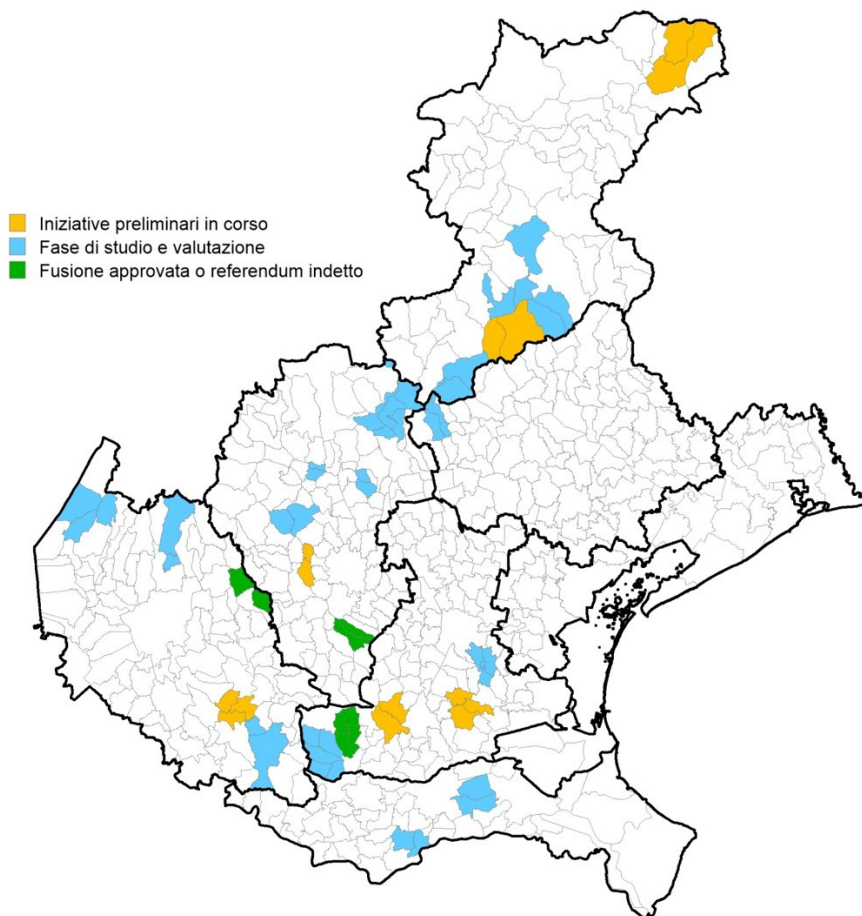 Iniziative preliminari in corso
Fase di studio e valutazione
Fusione approvata o referendum indetto